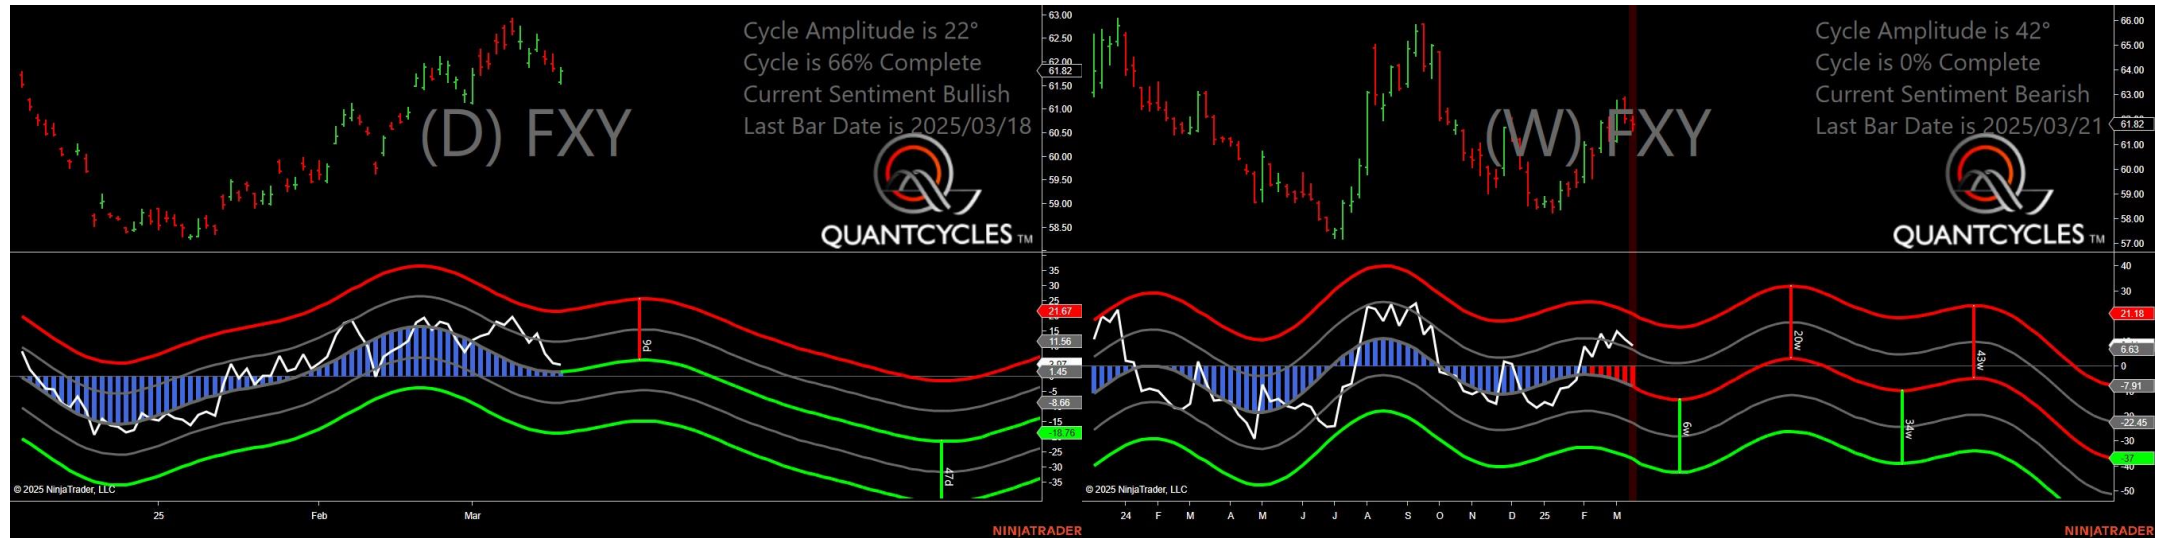 Cycle Amplitude is 22°
Cycle is 66% Complete
Current Sentiment Bullish
Last Bar Date is 2025/03/18
(D) FXY
QUANTCYCLES TM
63.00
62.50
62.00
61.82
61.50
61.00
60.50
60.00
59.50
59.00
58.50
35
30
25
21.67
15
11.56
1.45
-5
-8.66
-15
-18.76
-25
-30
-35
9d
47d
© 2025 NinjaTrader, LLC
25
Feb
Mar
NINJATRADER
Cycle Amplitude is 42°
Cycle is 0% Complete
Current Sentiment Bearish
Last Bar Date is 2025/03/21
(W) FXY
QUANTCYCLES TM
66.00
65.00
64.00
63.00
61.82
61.00
60.00
59.00
58.00
57.00
40
30
21.18
6.63
0
-7.91
-22.45
-30
-37
-40
-50
20w
43w
6w
34w
© 2025 NinjaTrader, LLC
24 F M A M J J A S O N D 25 F M
NINJATRADER